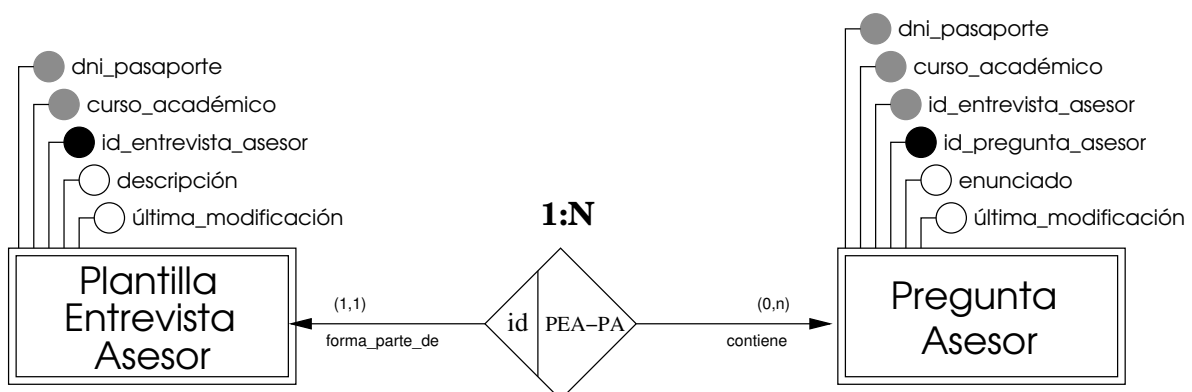 dni_pasaporte
curso_académico
id_entrevista_asesor
descripción
última_modificación
Plantilla
Entrevista
Asesor
1:N
(1,1)
forma_parte_de
id
PEA-PA
(0,n)
contiene
dni_pasaporte
curso_académico
id_entrevista_asesor
id_pregunta_asesor
enunciado
última_modificación
Pregunta
Asesor